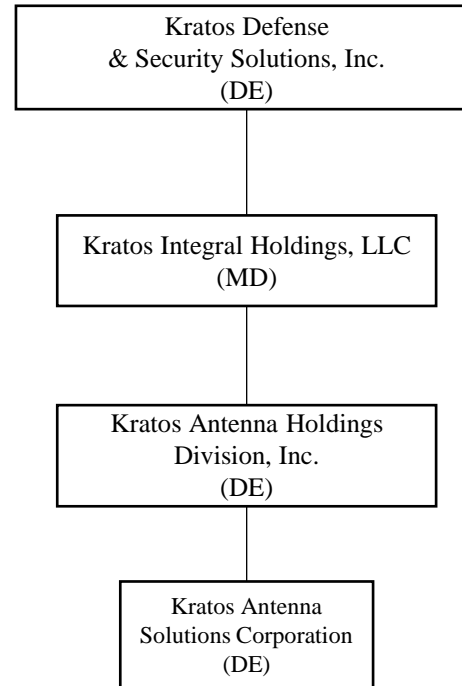 Kratos Defense
& Security Solutions, Inc.
(DE)
Kratos Integral Holdings, LLC
(MD)
Kratos Antenna Holdings
Division, Inc.
(DE)
Kratos Antenna
Solutions Corporation
(DE)